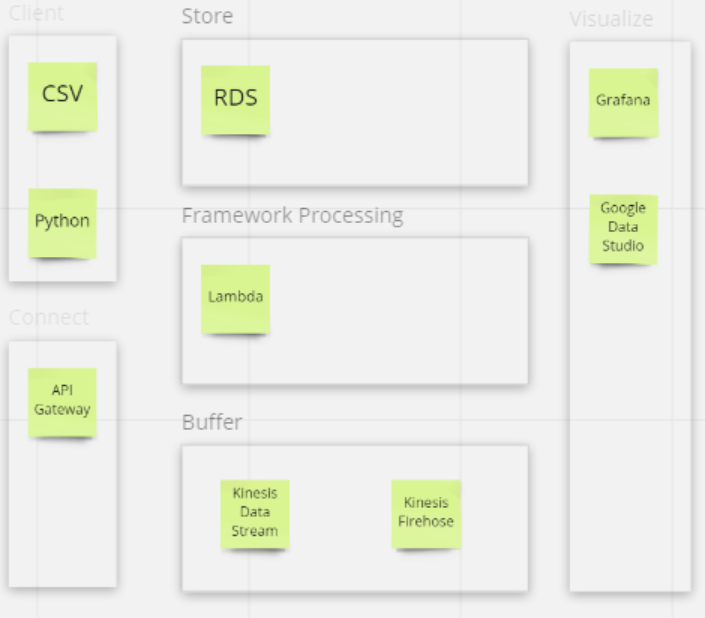 Client
CSV
Python
Connect
API
Gateway
Store
RDS
Framework Processing
Lambda
Buffer
Kinesis
Data
Stream
Kinesis
Firehose
Visualize
Grafana
Google
Data
Studio